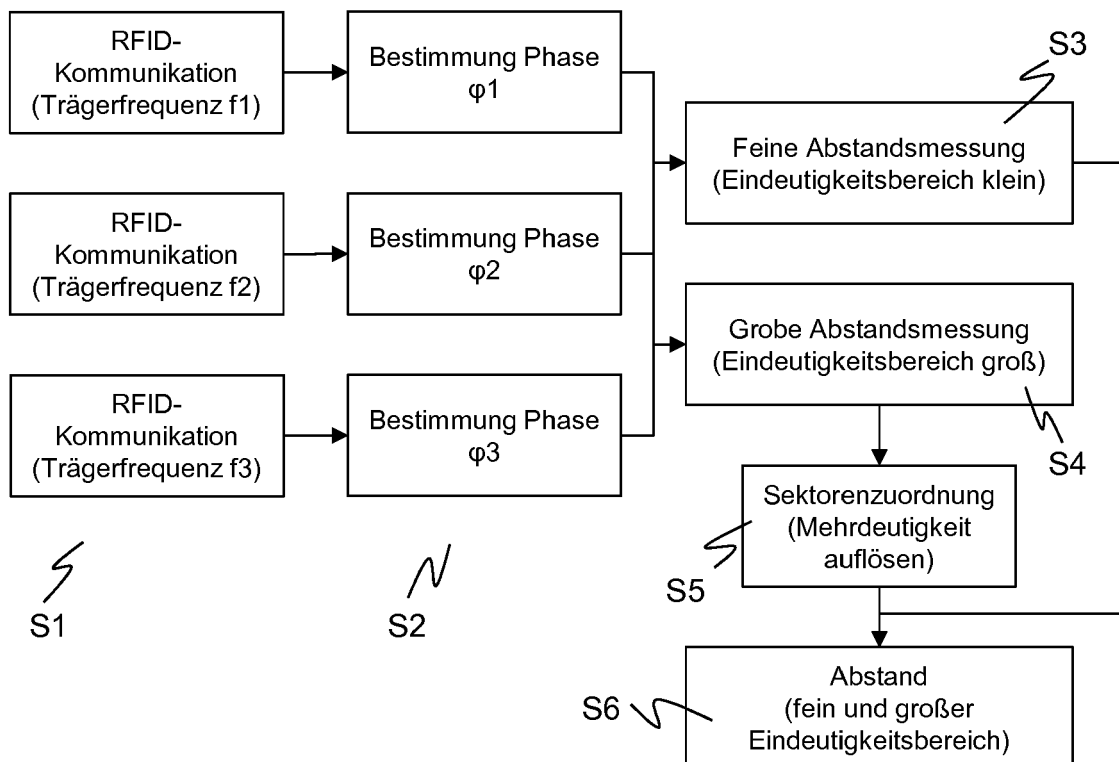 RFID-
Kommunikation
(Trägerfrequenz f1)
Bestimmung Phase
φ1
S3
Feine Abstandsmessung
(Eindeutigkeitsbereich klein)
RFID-
Kommunikation
(Trägerfrequenz f2)
Bestimmung Phase
φ2
Grobe Abstandsmessung
(Eindeutigkeitsbereich groß)
RFID-
Kommunikation
(Trägerfrequenz f3)
Bestimmung Phase
φ3
S4
Sektorenzuordnung
(Mehrdeutigkeit
auflösen)
S5
S1
S2
Abstand
(fein und großer
Eindeutigkeitsbereich)
S6